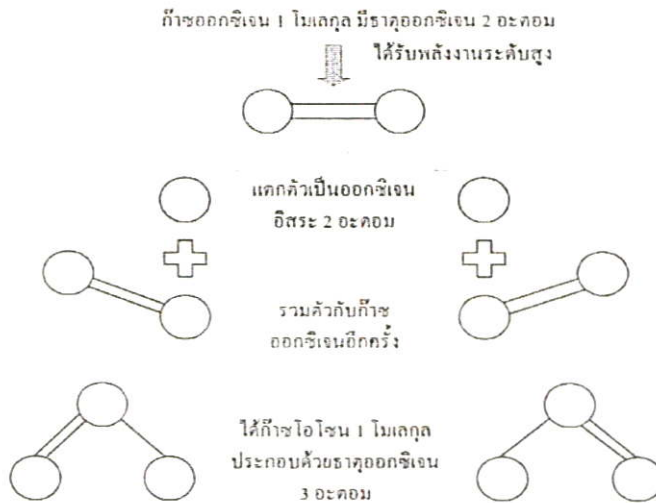 ก๊าซออกซิเจน 1 โมเลกุล มีธาตุออกซิเจน 2 อะตอม
ได้รับพลังงานระดับสูง
แตกตัวเป็นออกซิเจน
อิสระ 2 อะตอม
รวมตัวกับก๊าซ
ออกซิเจนอีกครั้ง
ได้ก๊าซโอโซน 1 โมเลกุล
ประกอบด้วยธาตุออกซิเจน
3 อะตอม